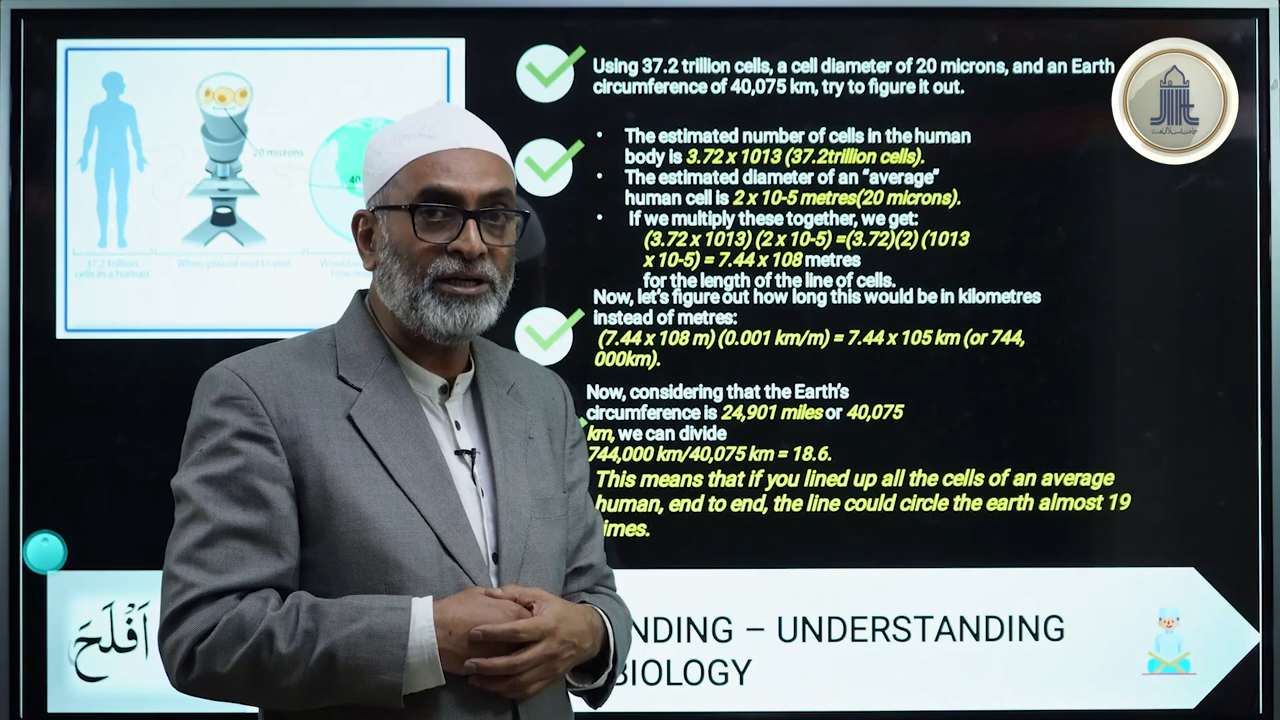 20 microns
40
37.2 trillion
cells in a human
When placed end to end
Using 37.2 trillion cells, a cell diameter of 20 microns, and an Earth
circumference of 40,075 km, try to figure it out.
• The estimated number of cells in the human
body is 3.72 x 1013 (37.2trillion cells).
• The estimated diameter of an “average”
human cell is 2 x 10-5 metres(20 microns).
• If we multiply these together, we get:
(3.72 x 1013) (2 x 10-5) =(3.72)(2) (1013
x 10-5) = 7.44 x 108 metres
for the length of the line of cells.
Now, let's figure out how long this would be in kilometres
instead of metres:
(7.44 x 108 m) (0.001 km/m) = 7.44 x 105 km (or 744,
000km).
Now, considering that the Earth's
circumference is 24,901 miles or 40,075
km, we can divide
744,000 km/40,075 km = 18.6.
This means that if you lined up all the cells of an average
human, end to end, the line could circle the earth almost 19
imes.
اَفْلَحَ
NDING – UNDERSTANDING
BIOLOGY